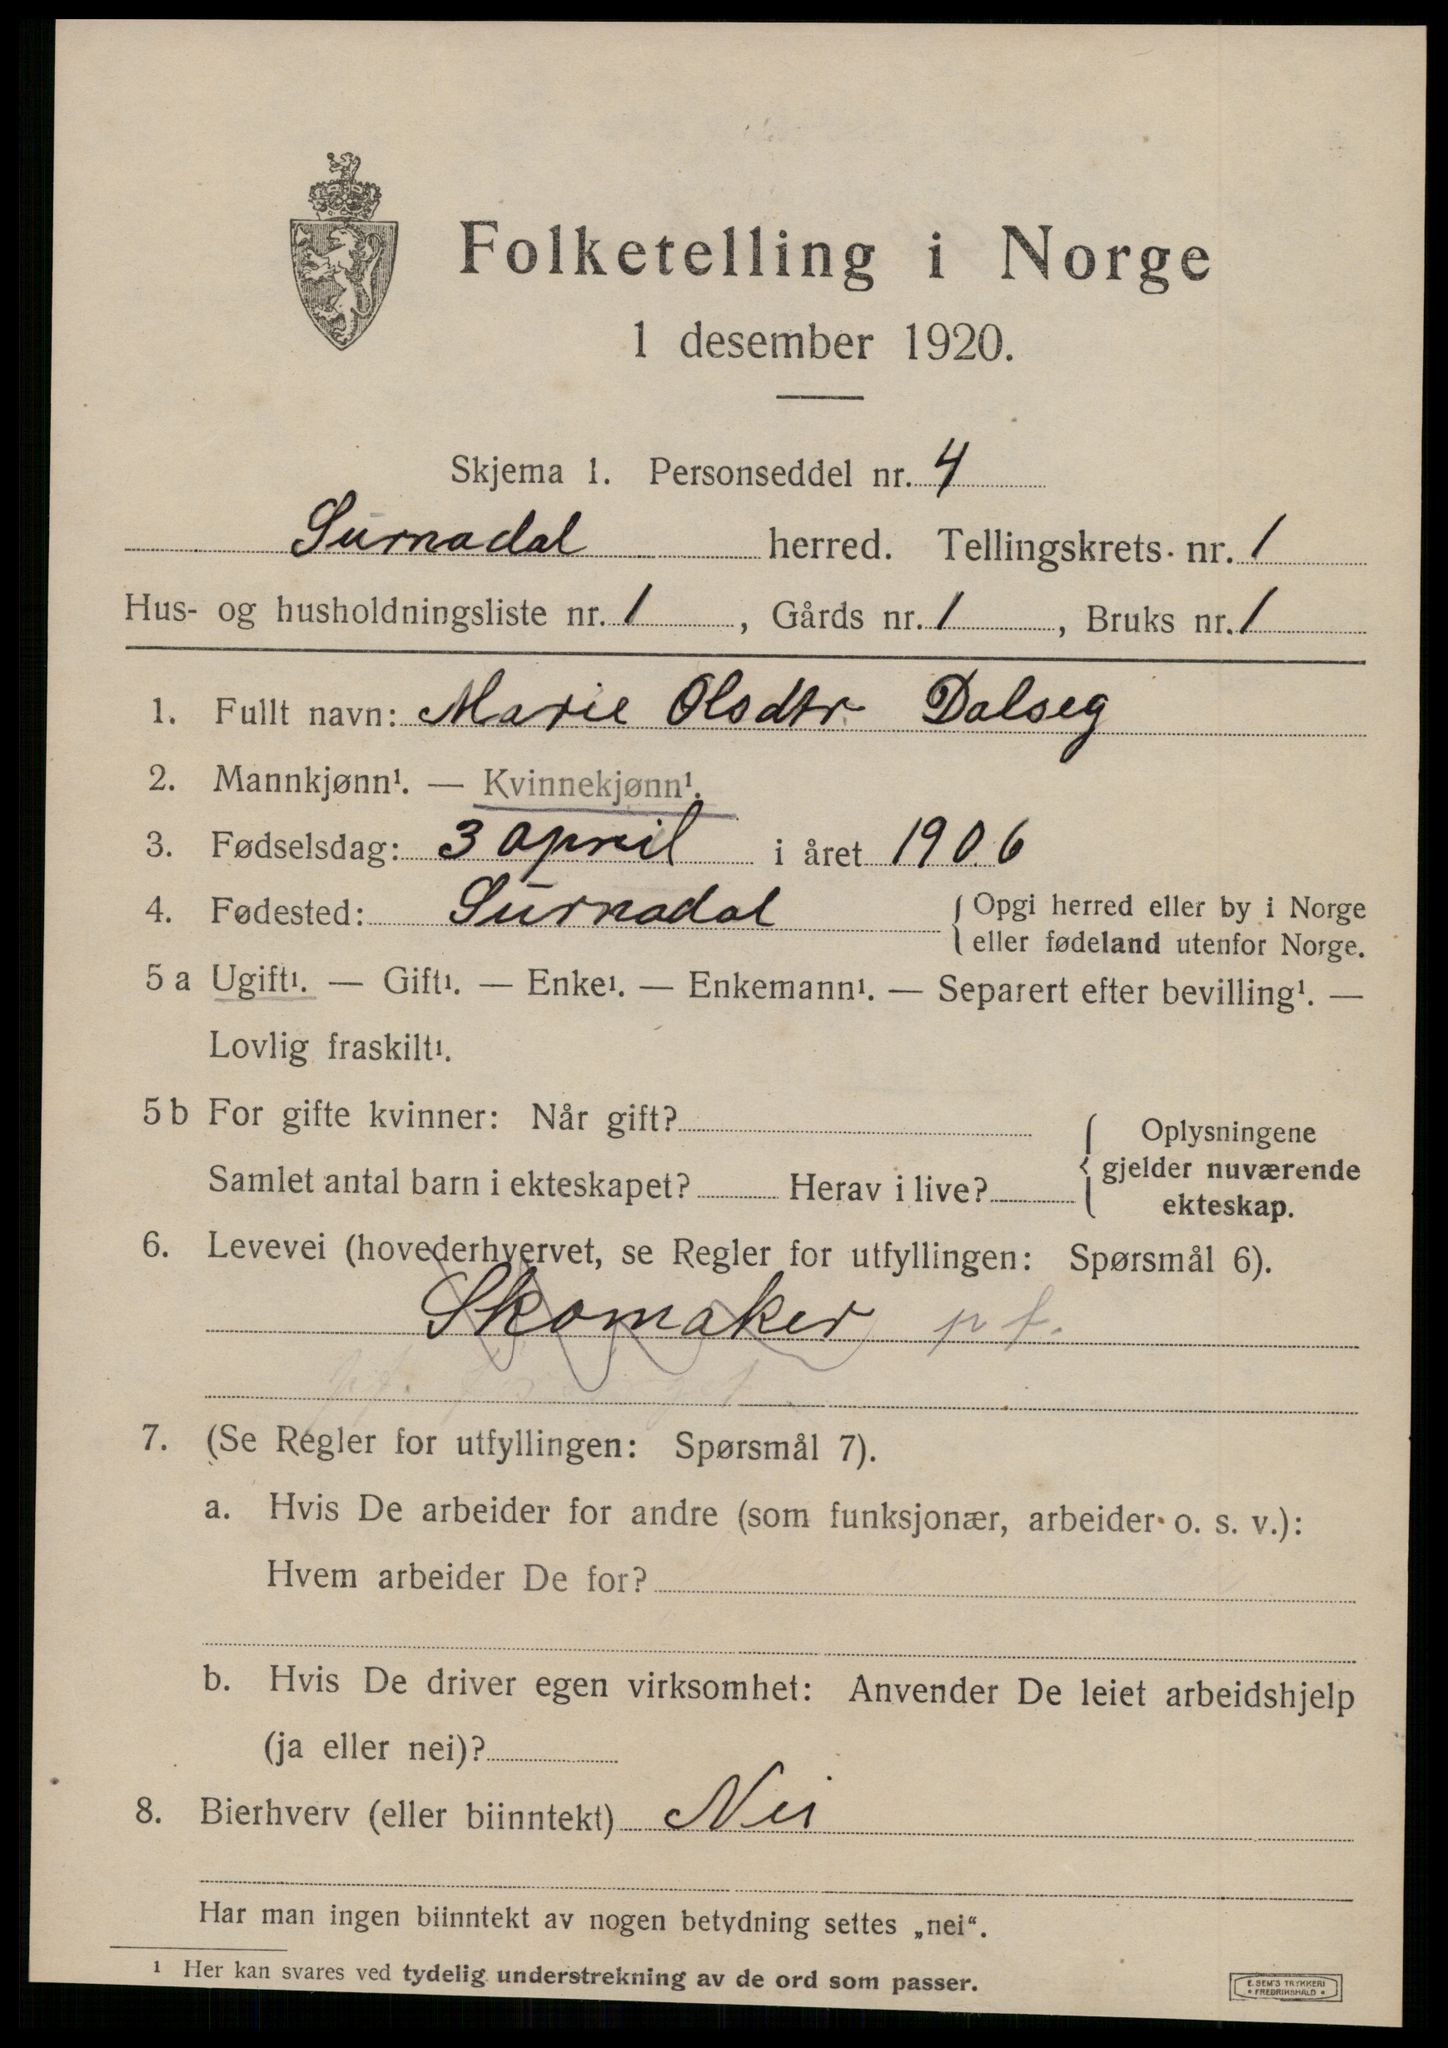 Folketelling i Norge
1 desember 1920.
Skjema 1. Personseddel nr. 4
Surnadal herred. Tellingskrets nr. 1
Hus- og husholdningsliste nr. 1, Gårds nr. 1, Bruks nr. 1
1. Fullt navn: Marie Olsdtr. Dalseg
2. Mannkjønn¹. — Kvinnekjønn¹.
3. Fødselsdag: 3 april i året 1906
4. Fødested: Surnadal { Opgi herred eller by i Norge
eller fødeland utenfor Norge.
5 a Ugift¹. — Gift¹. — Enke¹. — Enkemann¹. — Separert efter bevilling¹. —
Lovlig fraskilt¹.
5 b For gifte kvinner: Når gift? { Oplysningene
gjelder nuværende
ekteskap.
Samlet antal barn i ekteskapet? Herav i live?
6. Levevei (hovederhvervet, se Regler for utfyllingen: Spørsmål 6).
Skomaker pf.
7. (Se Regler for utfyllingen: Spørsmål 7).
a. Hvis De arbeider for andre (som funksjonær, arbeider o. s. v.):
Hvem arbeider De for?
b. Hvis De driver egen virksomhet: Anvender De leiet arbeidshjelp
(ja eller nei)?
8. Bierhverv (eller biinntekt) Nei
Har man ingen biinntekt av nogen betydning settes „nei“.
¹ Her kan svares ved tydelig understrekning av de ord som passer.
E. SEM'S TRYKKERI
• FREDRIKSHALD •